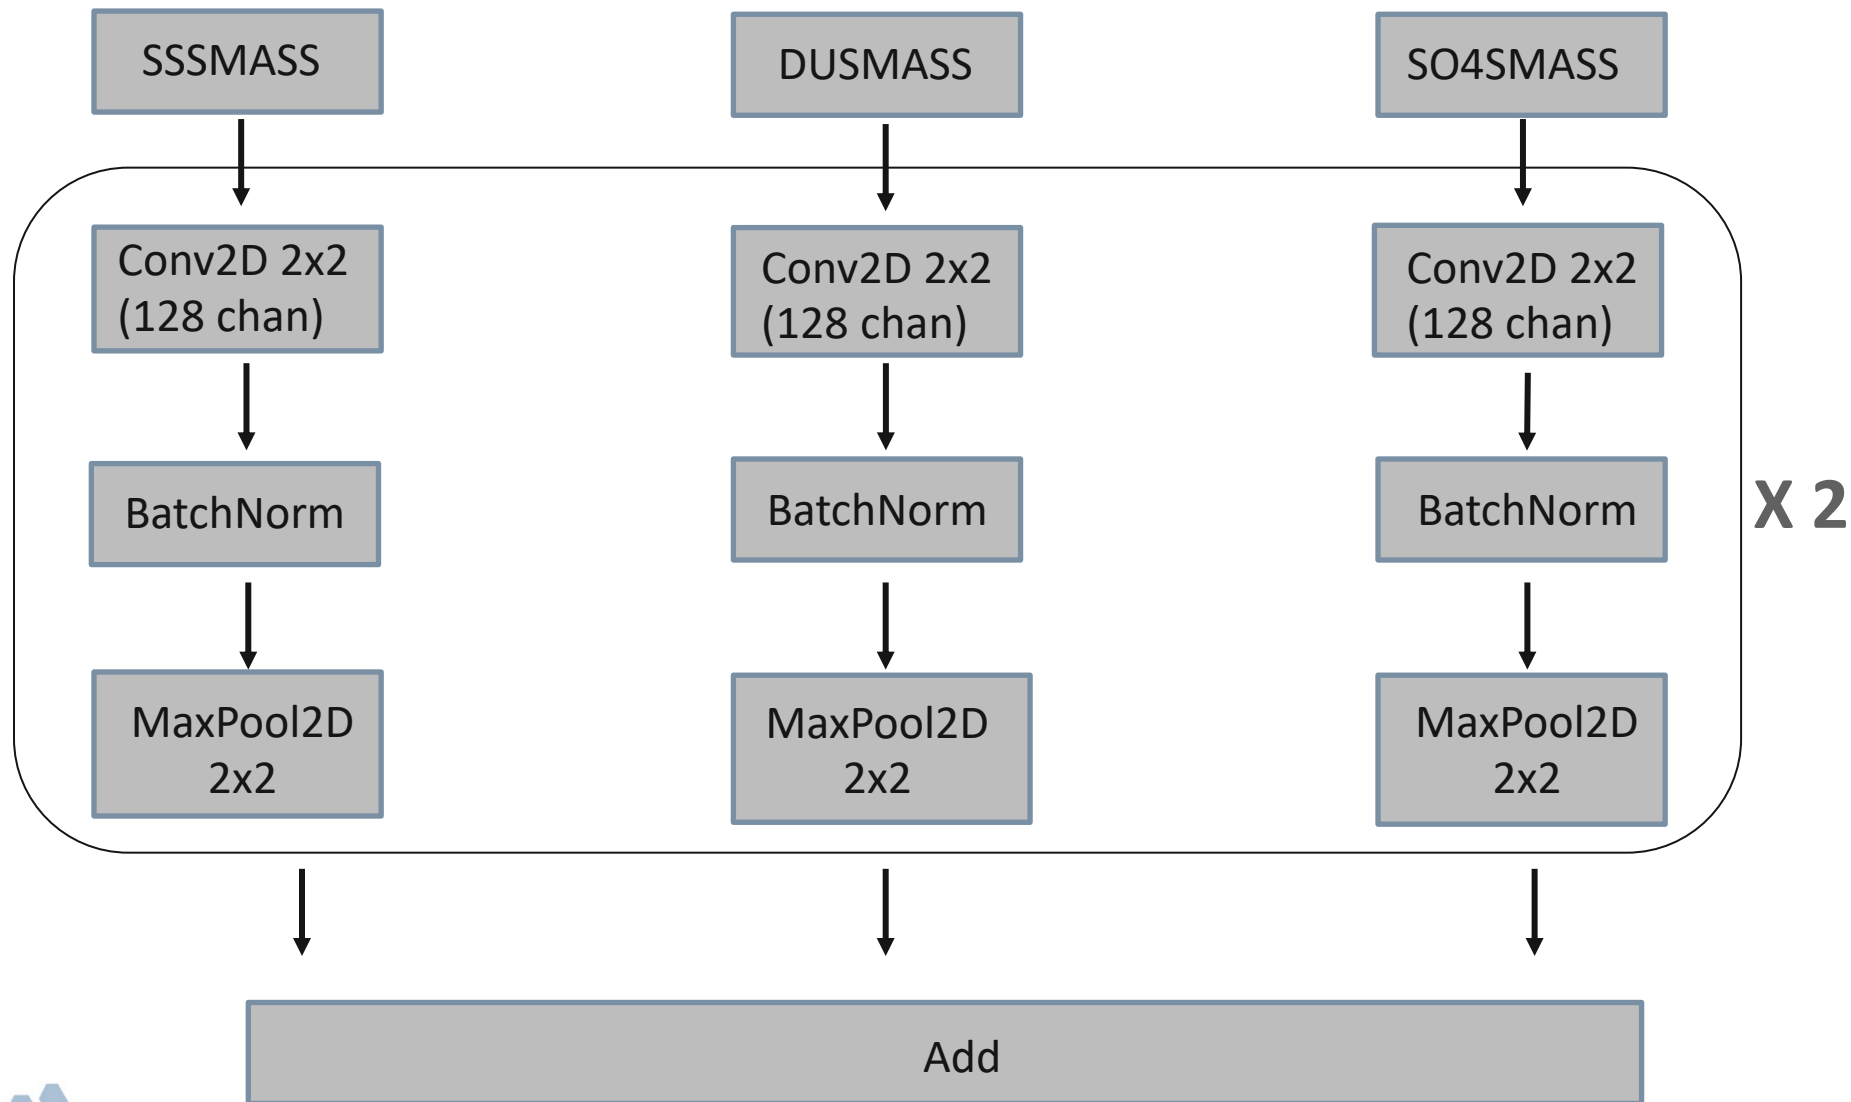 SSSMASS
DUSMASS
SO4SMASS
Conv2D 2x2
(128 chan)
Conv2D 2x2
(128 chan)
Conv2D 2x2
(128 chan)
BatchNorm
BatchNorm
BatchNorm
X 2
MaxPool2D
2x2
MaxPool2D
2x2
MaxPool2D
2x2
Add